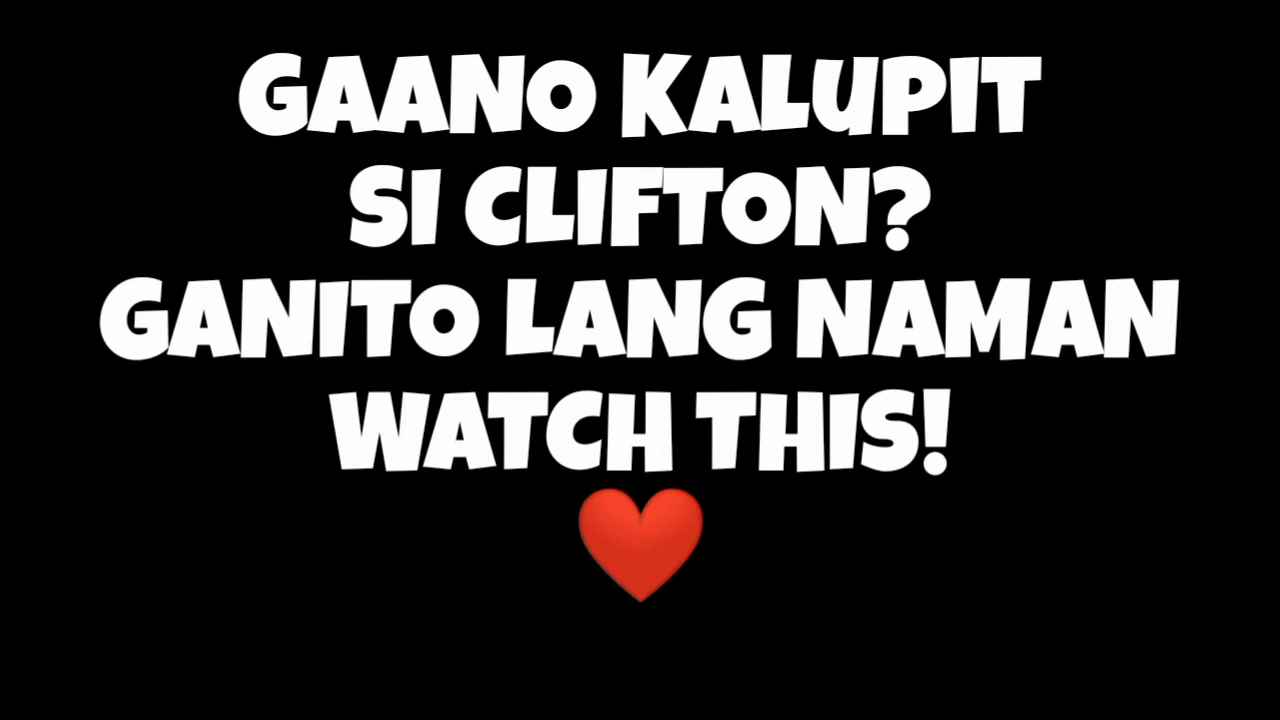 GAANO KALUPIT
SI CLIFTON?
GANITO LANG NAMAN
WATCH THIS!